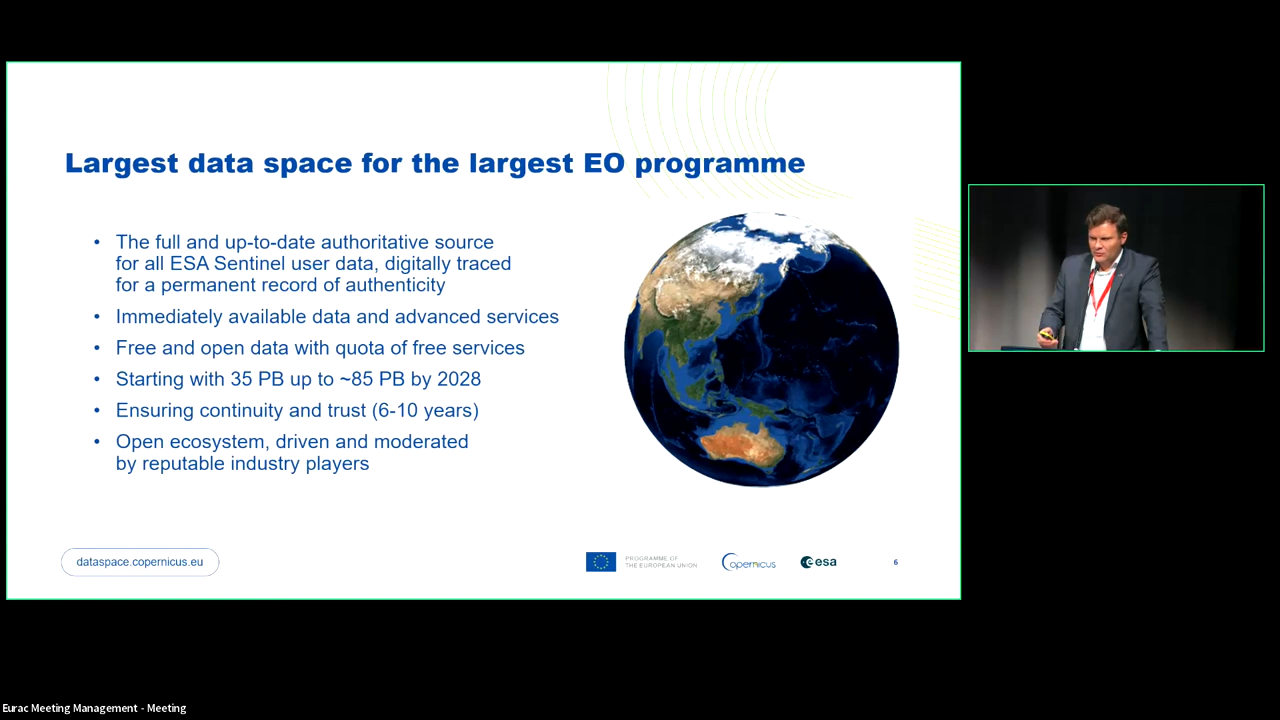 Largest data space for the largest EO programme
• The full and up-to-date authoritative source
for all ESA Sentinel user data, digitally traced
for a permanent record of authenticity
• Immediately available data and advanced services
• Free and open data with quota of free services
• Starting with 35 PB up to ~85 PB by 2028
• Ensuring continuity and trust (6-10 years)
• Open ecosystem, driven and moderated
by reputable industry players
dataspace.copernicus.eu
PROGRAMME OF
THE EUROPEAN UNION
opernicus
esa
6
Eurac Meeting Management - Meeting